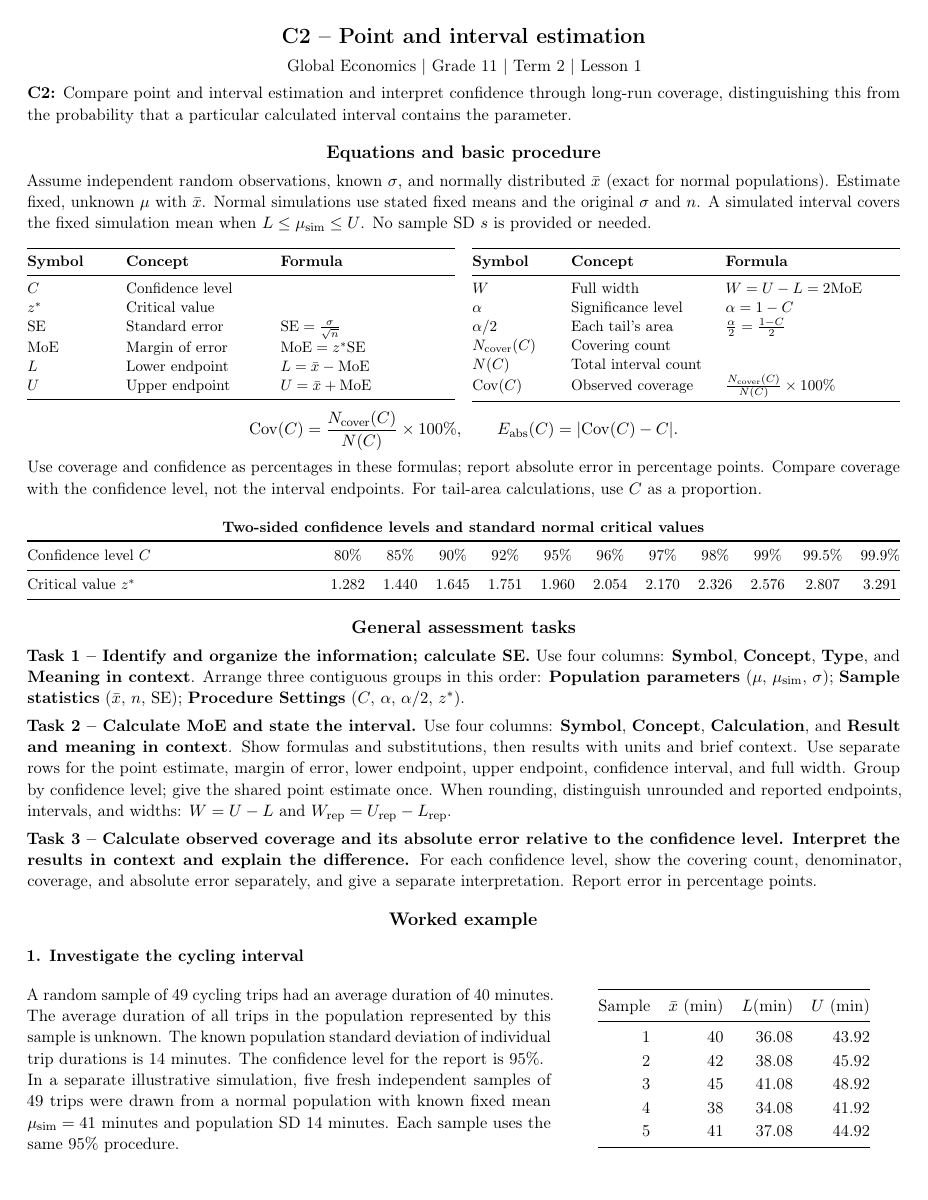 C2 – Point and interval estimation
Global Economics | Grade 11 | Term 2 | Lesson 1
C2: Compare point and interval estimation and interpret confidence through long-run coverage, distinguishing this from
the probability that a particular calculated interval contains the parameter.
Equations and basic procedure
Assume independent random observations, known σ, and normally distributed x̄ (exact for normal populations). Estimate
fixed, unknown μ with x̄. Normal simulations use stated fixed means and the original σ and n. A simulated interval covers
the fixed simulation mean when L ≤ μ_sim ≤ U. No sample SD s is provided or needed.
Symbol Concept Formula
C Confidence level
z* Critical value
SE Standard error SE = σ/√n
MoE Margin of error MoE = z*SE
L Lower endpoint L = x̄ − MoE
U Upper endpoint U = x̄ + MoE
Symbol Concept Formula
W Full width W = U − L = 2MoE
α Significance level α = 1 − C
α/2 Each tail's area α/2 = (1−C)/2
N_cover(C) Covering count
N(C) Total interval count
Cov(C) Observed coverage N_cover(C)/N(C) × 100%
Cov(C) = N_cover(C)/N(C) × 100%, E_abs(C) = |Cov(C) − C|.
Use coverage and confidence as percentages in these formulas; report absolute error in percentage points. Compare coverage
with the confidence level, not the interval endpoints. For tail-area calculations, use C as a proportion.
Two-sided confidence levels and standard normal critical values
Confidence level C 80% 85% 90% 92% 95% 96% 97% 98% 99% 99.5% 99.9%
Critical value z* 1.282 1.440 1.645 1.751 1.960 2.054 2.170 2.326 2.576 2.807 3.291
General assessment tasks
Task 1 – Identify and organize the information; calculate SE. Use four columns: Symbol, Concept, Type, and
Meaning in context. Arrange three contiguous groups in this order: Population parameters (μ, μ_sim, σ); Sample
statistics (x̄, n, SE); Procedure Settings (C, α, α/2, z*).
Task 2 – Calculate MoE and state the interval. Use four columns: Symbol, Concept, Calculation, and Result
and meaning in context. Show formulas and substitutions, then results with units and brief context. Use separate
rows for the point estimate, margin of error, lower endpoint, upper endpoint, confidence interval, and full width. Group
by confidence level; give the shared point estimate once. When rounding, distinguish unrounded and reported endpoints,
intervals, and widths: W = U − L and W_rep = U_rep − L_rep.
Task 3 – Calculate observed coverage and its absolute error relative to the confidence level. Interpret the
results in context and explain the difference. For each confidence level, show the covering count, denominator,
coverage, and absolute error separately, and give a separate interpretation. Report error in percentage points.
Worked example
1. Investigate the cycling interval
A random sample of 49 cycling trips had an average duration of 40 minutes.
The average duration of all trips in the population represented by this
sample is unknown. The known population standard deviation of individual
trip durations is 14 minutes. The confidence level for the report is 95%.
In a separate illustrative simulation, five fresh independent samples of
49 trips were drawn from a normal population with known fixed mean
μ_sim = 41 minutes and population SD 14 minutes. Each sample uses the
same 95% procedure.
Sample x̄ (min) L(min) U (min)
1 40 36.08 43.92
2 42 38.08 45.92
3 45 41.08 48.92
4 38 34.08 41.92
5 41 37.08 44.92